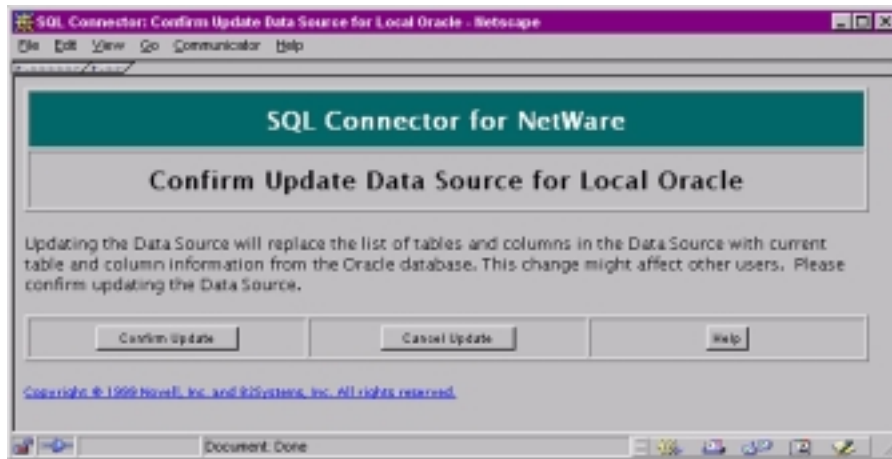 SQL Connector: Confirm Update Data Source for Local Oracle - Netscape
File Edit View Go Communicator Help
SQL Connector for NetWare
Confirm Update Data Source for Local Oracle
Updating the Data Source will replace the list of tables and columns in the Data Source with current
table and column information from the Oracle database. This change might affect other users. Please
confirm updating the Data Source.
Confirm Update
Cancel Update
Help
Copyright © 1999 Novell, Inc. and B2Systems, Inc. All rights reserved.
Document: Done